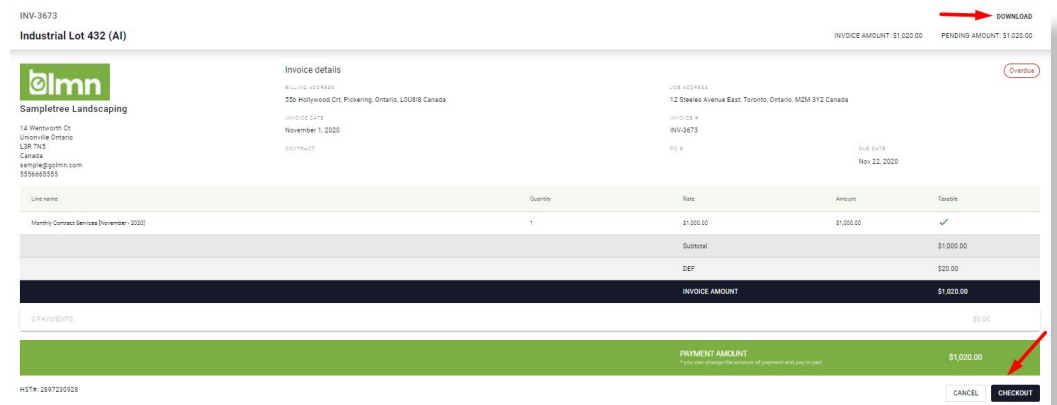 INV-3673
DOWNLOAD
Industrial Lot 432 (AI)
INVOICE AMOUNT: $1,020.00 PENDING AMOUNT: $1,020.00
olmn
Sampletree Landscaping
14 Wentworth Ct
Unionville Ontario
L3R 7N5
Canada
sample@golmn.com
5556665555
Invoice details
Overdue
BILLING ADDRESS
55b Hollywood Crt, Pickering, Ontario, L0U8I8 Canada
JOB ADDRESS
12 Steeles Avenue East, Toronto, Ontario, M2M 3Y2 Canada
INVOICE DATE
November 1, 2020
INVOICE #
INV-3673
CONTRACT
PO #
DUE DATE
Nov 22, 2020
Line name Quantity Rate Amount Taxable
Monthly Contract Services [November - 2020] 1 $1,000.00 $1,000.00
Subtotal $1,000.00
DEF $20.00
INVOICE AMOUNT $1,020.00
0 PAYMENTS $0.00
PAYMENT AMOUNT $1,020.00
* you can change the amount of payment and pay in part
HST#: 2897230928
CANCEL CHECKOUT